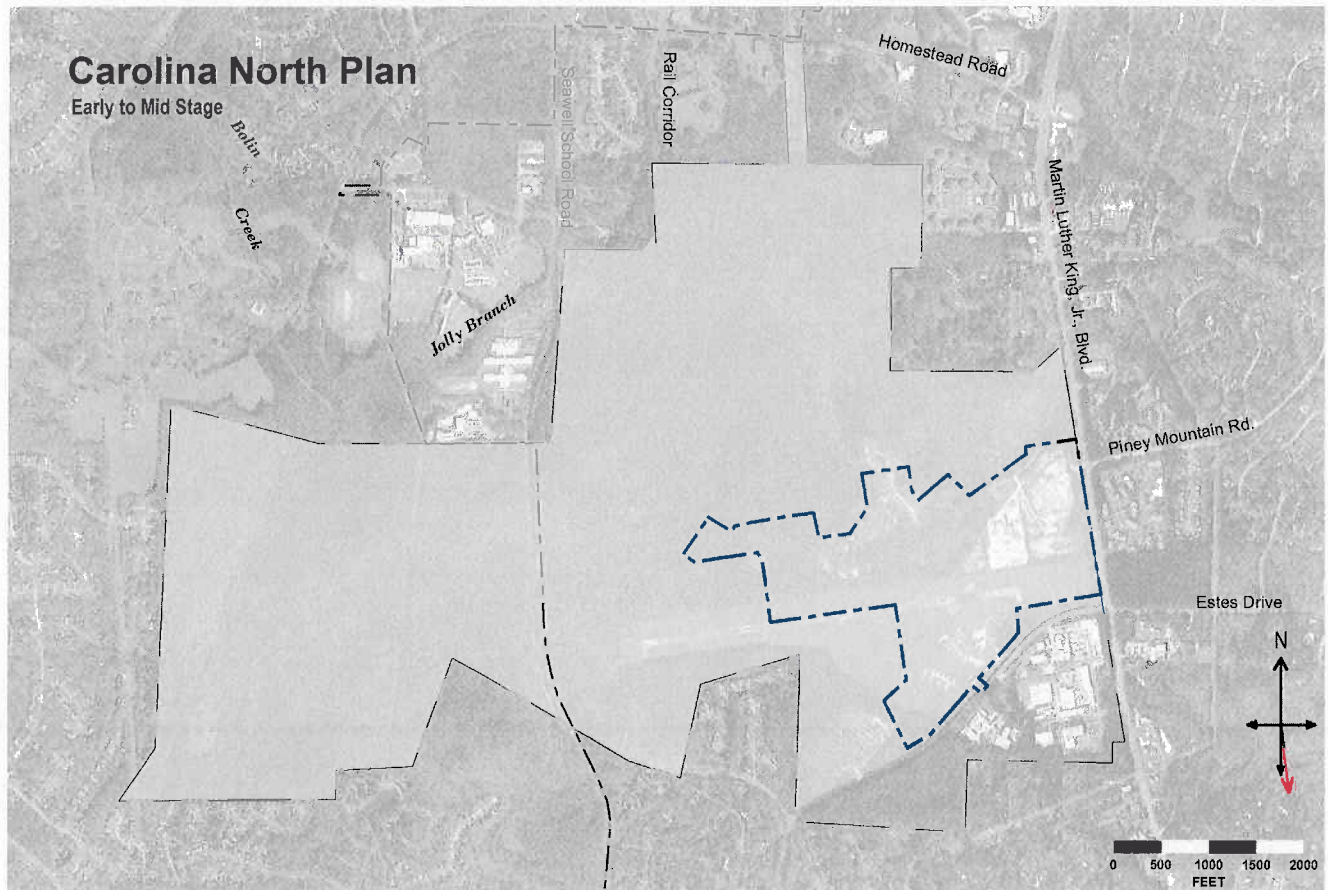 Carolina North Plan
Early to Mid Stage
Homestead Road
Rail Corridor
Seawell School Road
Bolin
Creek
Jolly Branch
Martin Luther King, Jr., Blvd.
Piney Mountain Rd.
Estes Drive
N
0 500 1000 1500 2000
FEET